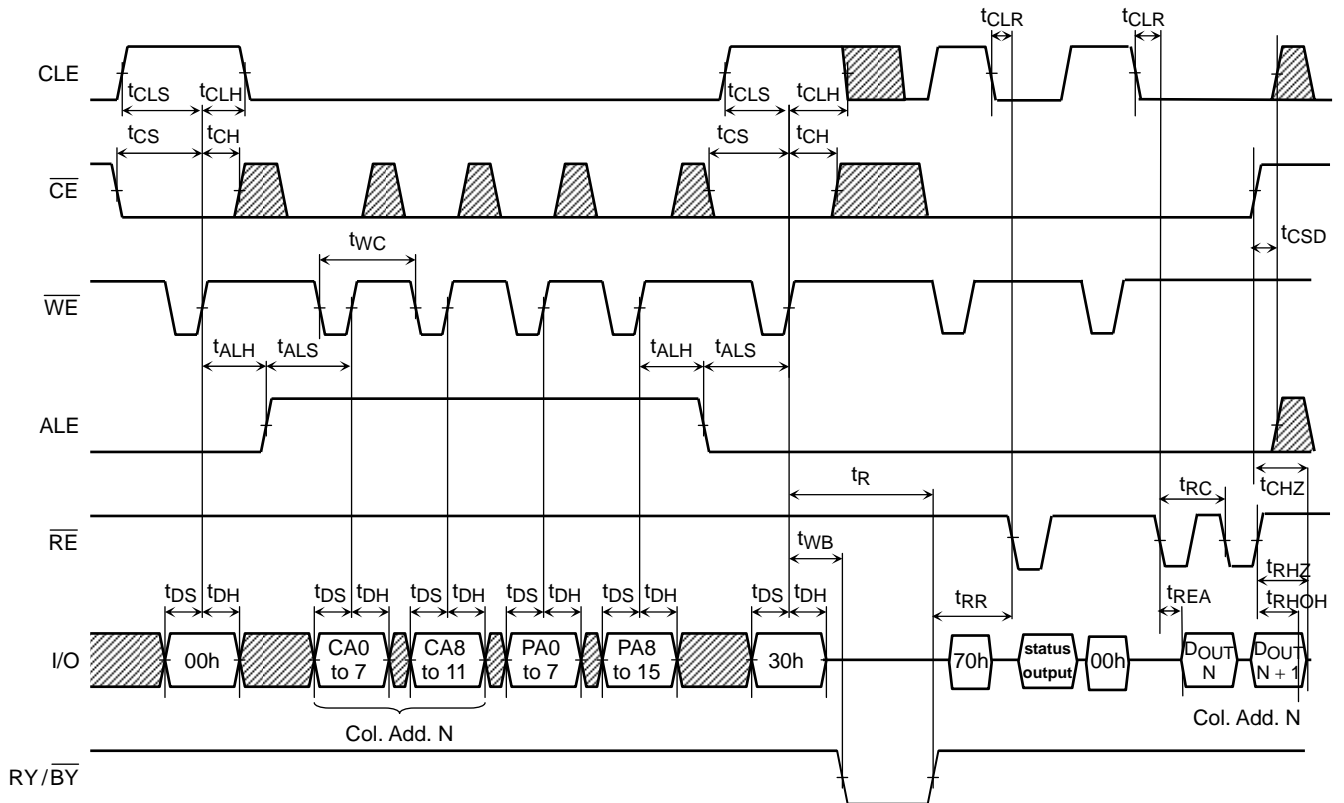 tCLR tCLR
CLE
tCLS tCLH tCLS tCLH
tCS tCH tCS tCH
CE
tWC tCSD
WE
tALH tALS tALH tALS
ALE
tR tRC tCHZ
RE
tWB
tDS tDH tDS tDH tDS tDH tDS tDH tDS tDH tDS tDH tRR tREA tRHZ
tRHOH
I/O 00h CA0 to 7 CA8 to 11 PA0 to 7 PA8 to 15 30h 70h status output 00h DOUT N DOUT N + 1
Col. Add. N Col. Add. N
RY/BY